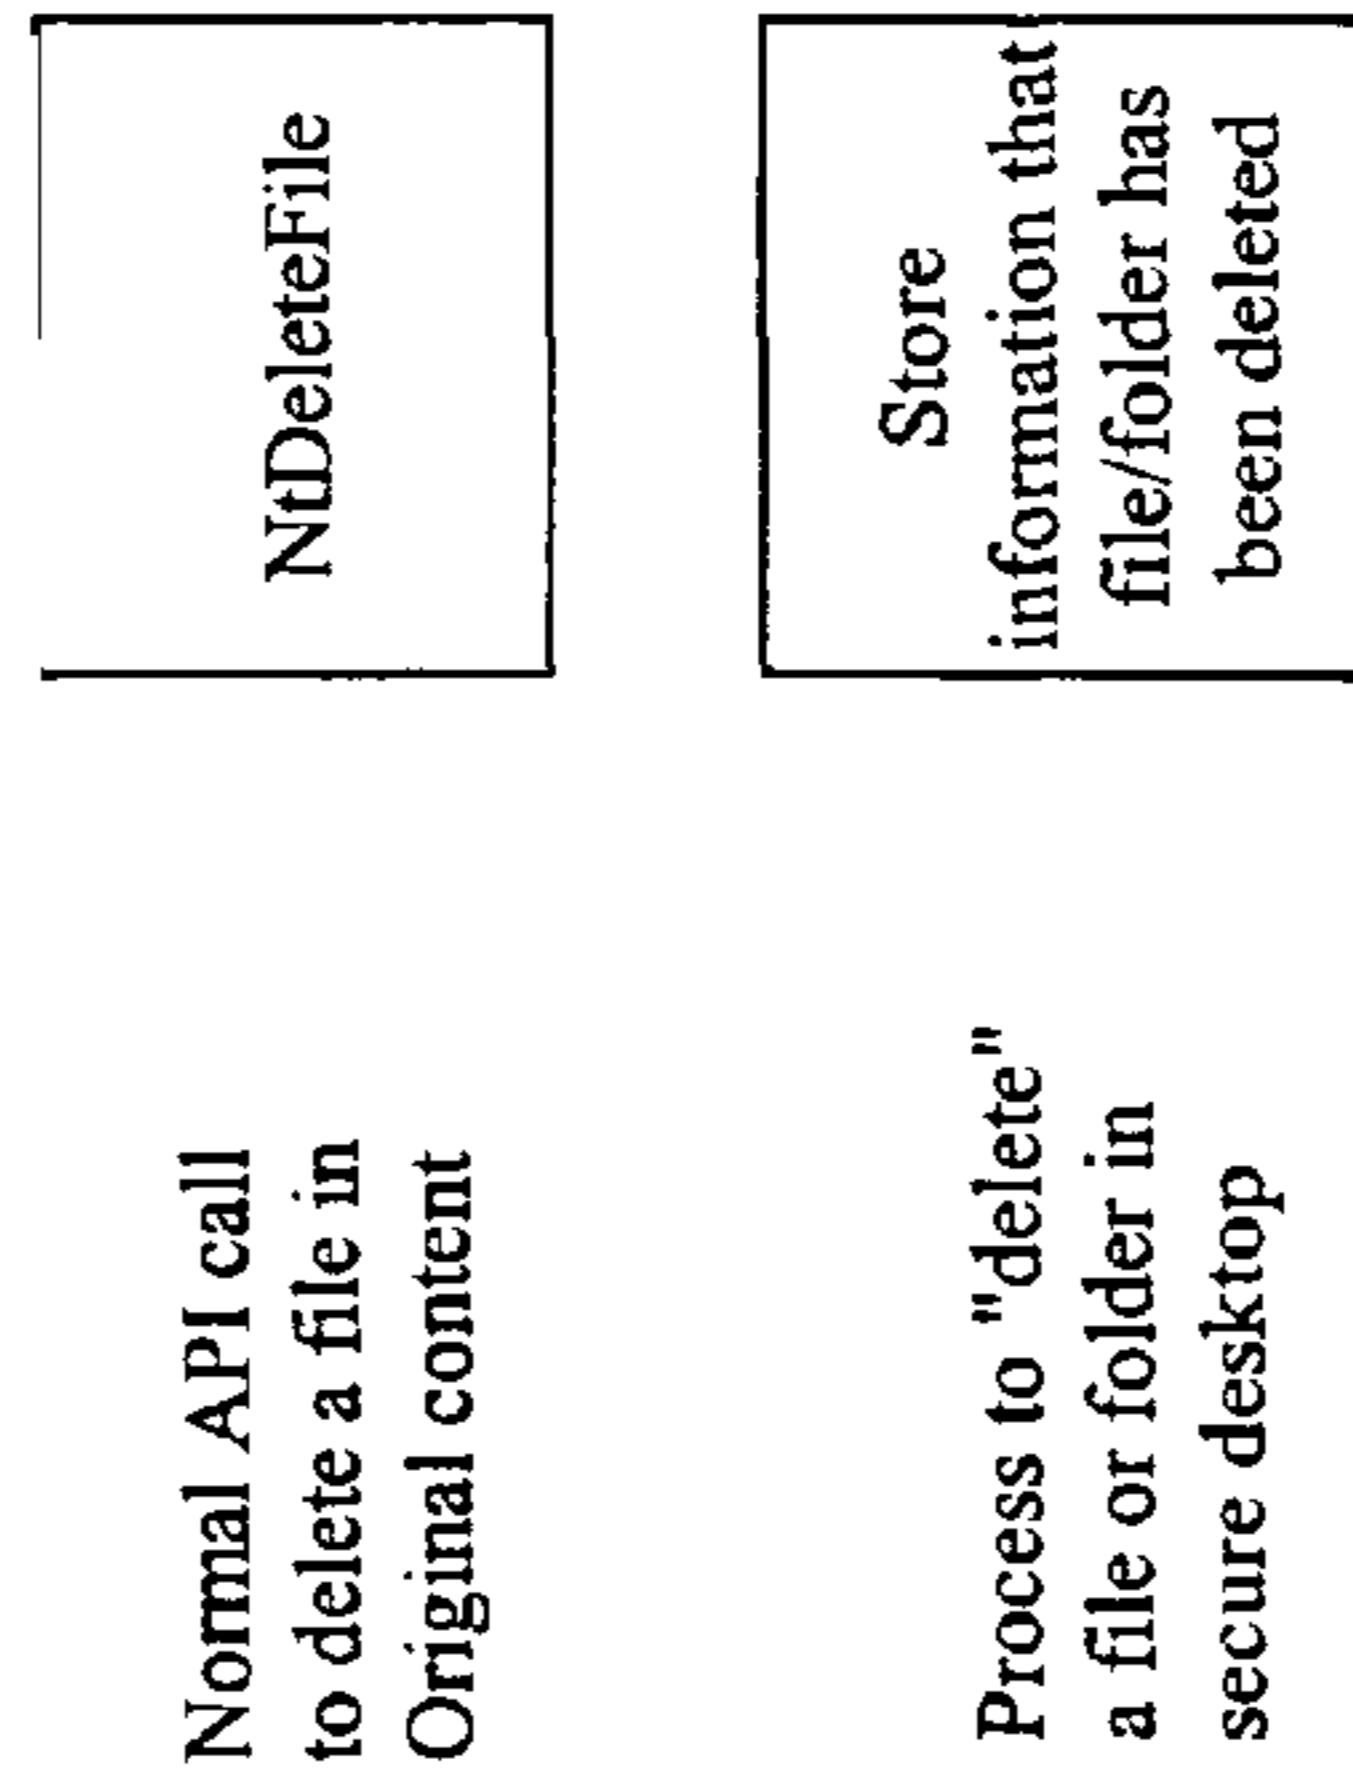 Normal API call
to delete a file in
Original content
NtDeleteFile
Process to "delete"
a file or folder in
secure desktop
Store
information that
file/folder has
been deleted